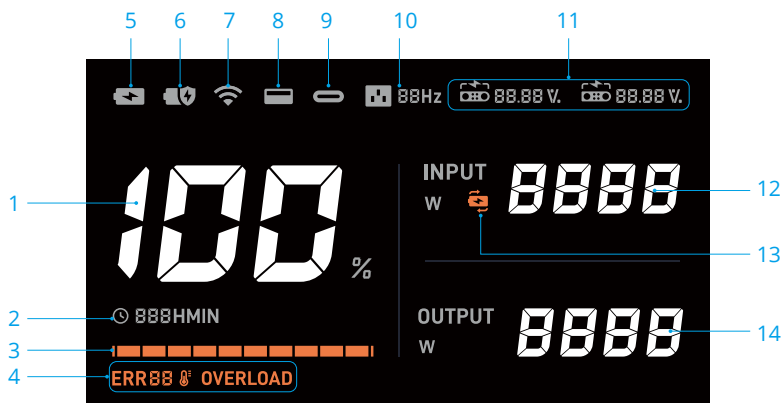 5 6 7 8 9 10 11
88Hz 88.88 V. 88.88 V.
1 100 %
INPUT
W 8888 12
13
2 888HMIN
3
4 ERR88 OVERLOAD
OUTPUT
W 8888 14